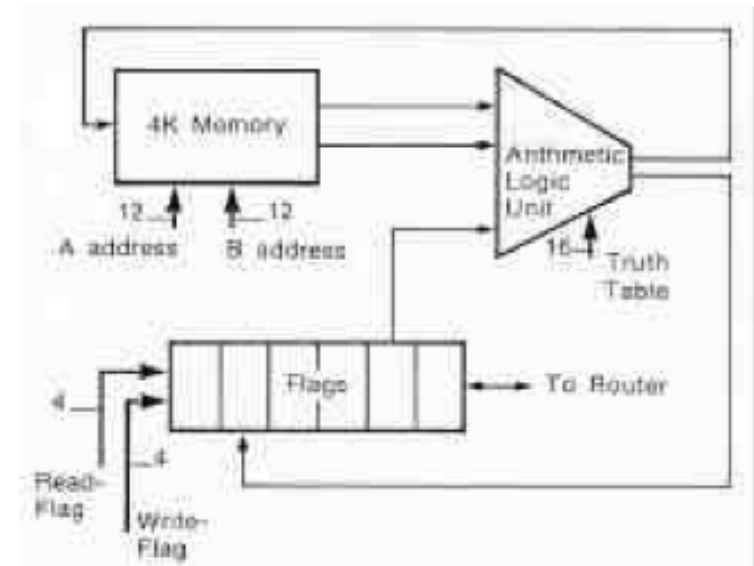 4K Memory
Arithmetic
Logic
Unit
12
12
A address
B address
16
Truth
Table
Flags
To Router
4
4
Read-
Flag
Write-
Flag